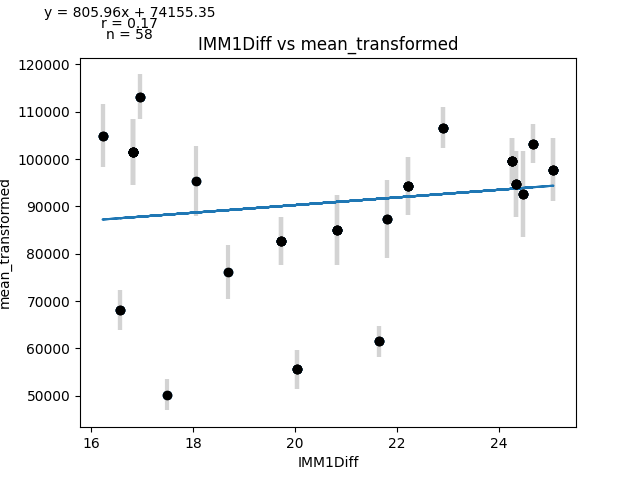 y = 805.96x + 74155.35
r = 0.17
n = 58
IMM1Diff vs mean_transformed
120000
110000
100000
90000
80000
70000
60000
50000
mean_transformed
16 18 20 22 24
IMM1Diff